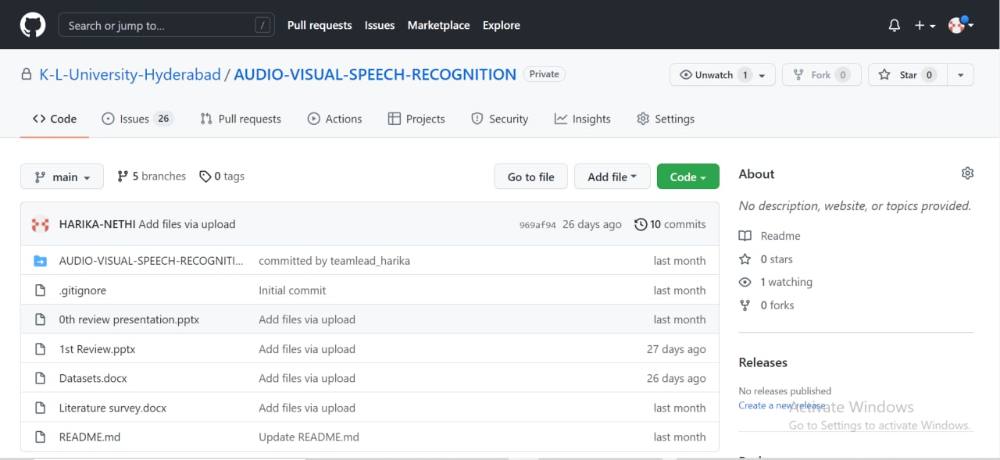 Search or jump to... /
Pull requests Issues Marketplace Explore
K-L-University-Hyderabad / AUDIO-VISUAL-SPEECH-RECOGNITION Private
Unwatch 1 Fork 0 Star 0
Code Issues 26 Pull requests Actions Projects Security Insights Settings
main 5 branches 0 tags
Go to file Add file Code
HARIKA-NETHI Add files via upload 969af94 26 days ago 10 commits
AUDIO-VISUAL-SPEECH-RECOGNITI... committed by teamlead_harika last month
.gitignore Initial commit last month
0th review presentation.pptx Add files via upload last month
1st Review.pptx Add files via upload 27 days ago
Datasets.docx Add files via upload 26 days ago
Literature survey.docx Add files via upload last month
README.md Update README.md last month
About
No description, website, or topics provided.
Readme
0 stars
1 watching
0 forks
Releases
No releases published
Create a new release
Activate Windows
Go to Settings to activate Windows.